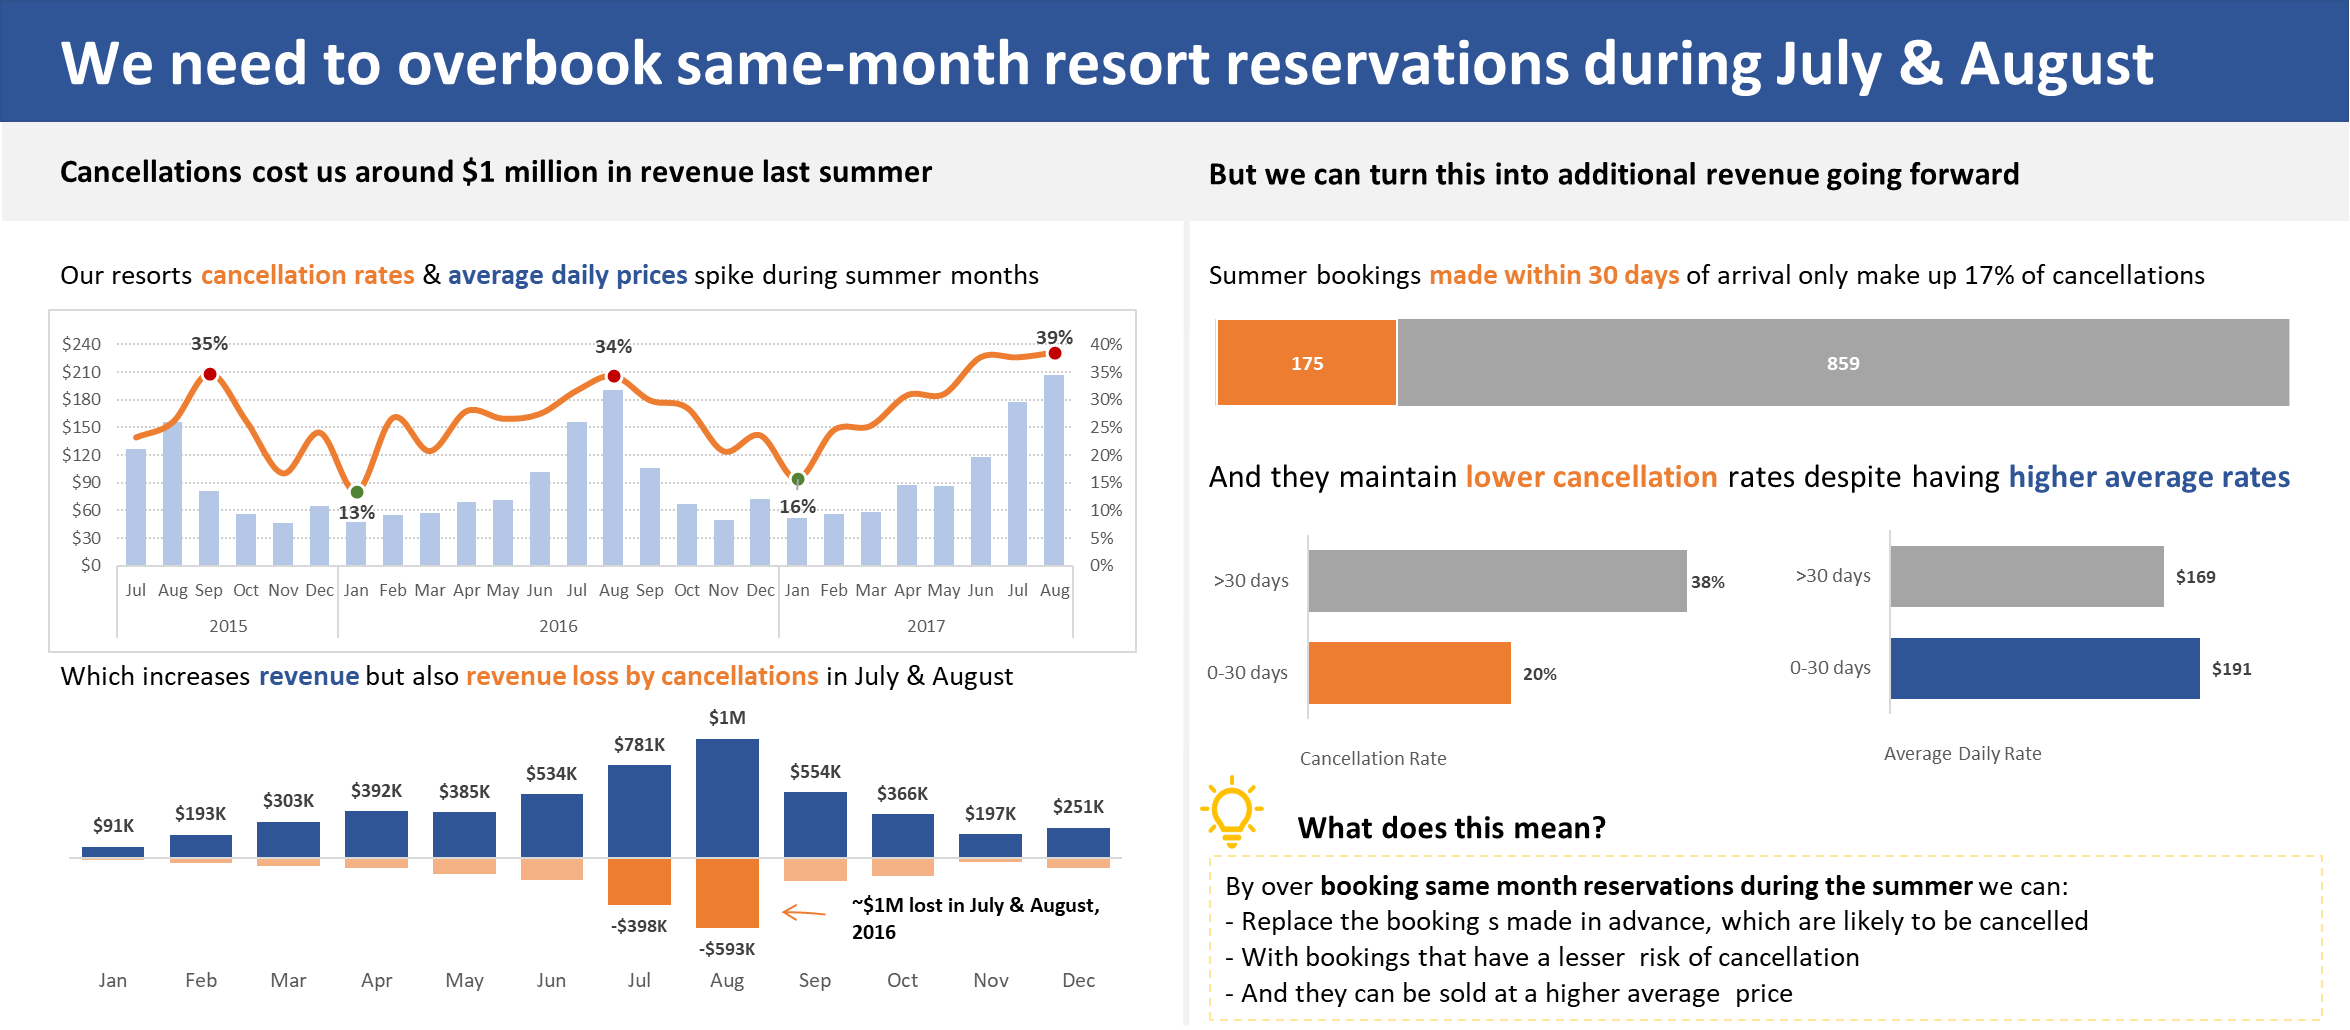 We need to overbook same-month resort reservations during July & August
Cancellations cost us around $1 million in revenue last summer
Our resorts cancellation rates & average daily prices spike during summer months
$240
$210
$180
$150
$120
$90
$60
$30
$0
35%
13%
34%
16%
39%
40%
35%
30%
25%
20%
15%
10%
5%
0%
Jul Aug Sep Oct Nov Dec Jan Feb Mar Apr May Jun Jul Aug Sep Oct Nov Dec Jan Feb Mar Apr May Jun Jul Aug
2015 2016 2017
Which increases revenue but also revenue loss by cancellations in July & August
$91K
$193K
$303K
$392K
$385K
$534K
$781K
$1M
$554K
$366K
$197K
$251K
-$398K
-$593K
~$1M lost in July & August,
2016
Jan Feb Mar Apr May Jun Jul Aug Sep Oct Nov Dec
But we can turn this into additional revenue going forward
Summer bookings made within 30 days of arrival only make up 17% of cancellations
175 859
And they maintain lower cancellation rates despite having higher average rates
>30 days 38%
0-30 days 20%
Cancellation Rate
>30 days $169
0-30 days $191
Average Daily Rate
What does this mean?
By over booking same month reservations during the summer we can:
- Replace the booking s made in advance, which are likely to be cancelled
- With bookings that have a lesser  risk of cancellation
- And they can be sold at a higher average  price